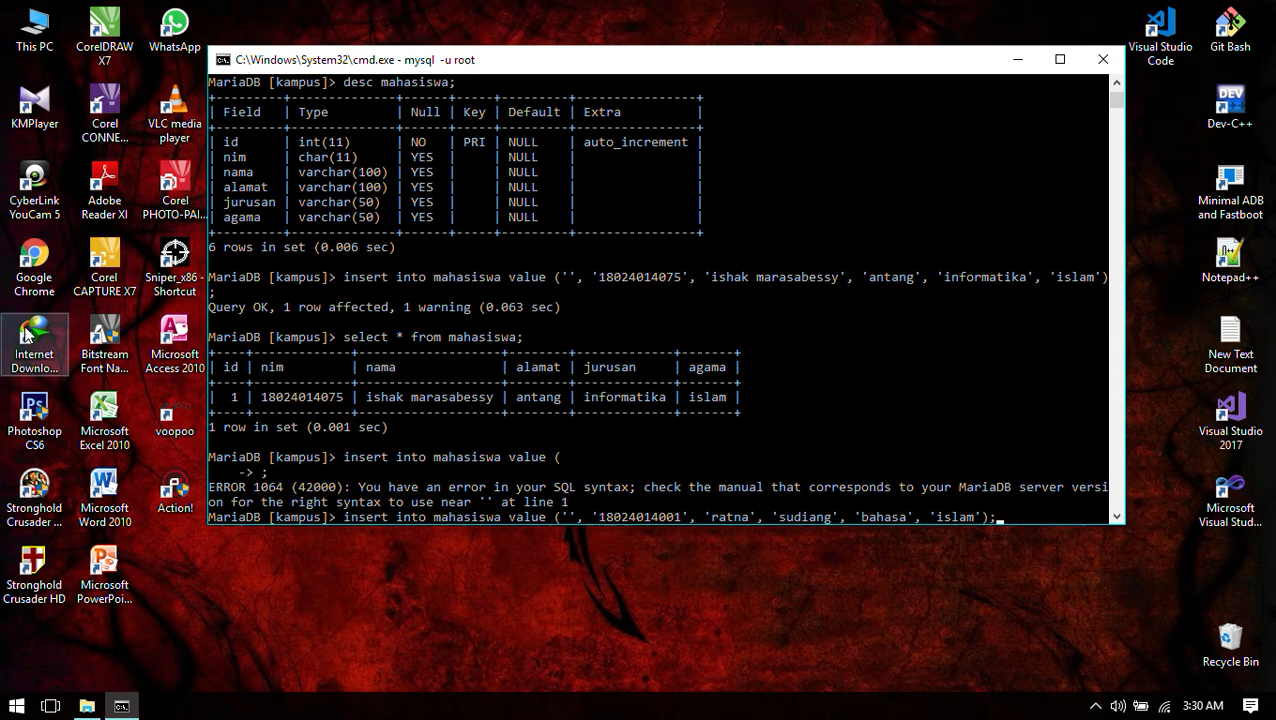 This PC
CorelDRAW X7
WhatsApp
KMPlayer
Corel CONNE...
VLC media player
CyberLink YouCam 5
Adobe Reader XI
Corel PHOTO-PAI...
Google Chrome
Corel CAPTURE X7
Sniper_x86 - Shortcut
Internet Downlo...
Bitstream Font Na...
Microsoft Access 2010
Photoshop CS6
Microsoft Excel 2010
voopoo
Stronghold Crusader ...
Microsoft Word 2010
Action!
Stronghold Crusader HD
Microsoft PowerPoi...
C:\Windows\System32\cmd.exe - mysql  -u root
MariaDB [kampus]> desc mahasiswa;
+---------+--------------+------+-----+---------+----------------+
| Field   | Type         | Null | Key | Default | Extra          |
+---------+--------------+------+-----+---------+----------------+
| id      | int(11)      | NO   | PRI | NULL    | auto_increment |
| nim     | char(11)     | YES  |     | NULL    |                |
| nama    | varchar(100) | YES  |     | NULL    |                |
| alamat  | varchar(100) | YES  |     | NULL    |                |
| jurusan | varchar(50)  | YES  |     | NULL    |                |
| agama   | varchar(50)  | YES  |     | NULL    |                |
+---------+--------------+------+-----+---------+----------------+
6 rows in set (0.006 sec)
MariaDB [kampus]> insert into mahasiswa value ('', '18024014075', 'ishak marasabessy', 'antang', 'informatika', 'islam')
;
Query OK, 1 row affected, 1 warning (0.063 sec)
MariaDB [kampus]> select * from mahasiswa;
+----+-------------+-------------------+--------+-------------+-------+
| id | nim         | nama              | alamat | jurusan     | agama |
+----+-------------+-------------------+--------+-------------+-------+
|  1 | 18024014075 | ishak marasabessy | antang | informatika | islam |
+----+-------------+-------------------+--------+-------------+-------+
1 row in set (0.001 sec)
MariaDB [kampus]> insert into mahasiswa value (
    -> ;
ERROR 1064 (42000): You have an error in your SQL syntax; check the manual that corresponds to your MariaDB server versi
on for the right syntax to use near '' at line 1
MariaDB [kampus]> insert into mahasiswa value ('', '18024014001', 'ratna', 'sudiang', 'bahasa', 'islam');
Visual Studio Code
Git Bash
DEV
Dev-C++
Minimal ADB and Fastboot
Notepad++
New Text Document
Visual Studio 2017
Microsoft Visual Stud...
Recycle Bin
3:30 AM